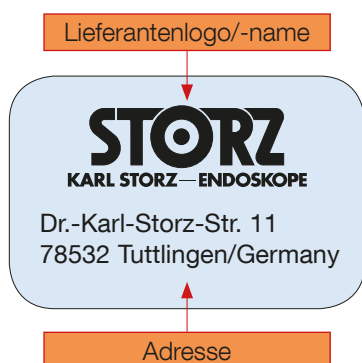 Lieferantenlogo/-name
STORZ
KARL STORZ—ENDOSKOPE
Dr.-Karl-Storz-Str. 11
78532 Tuttlingen/Germany
Adresse